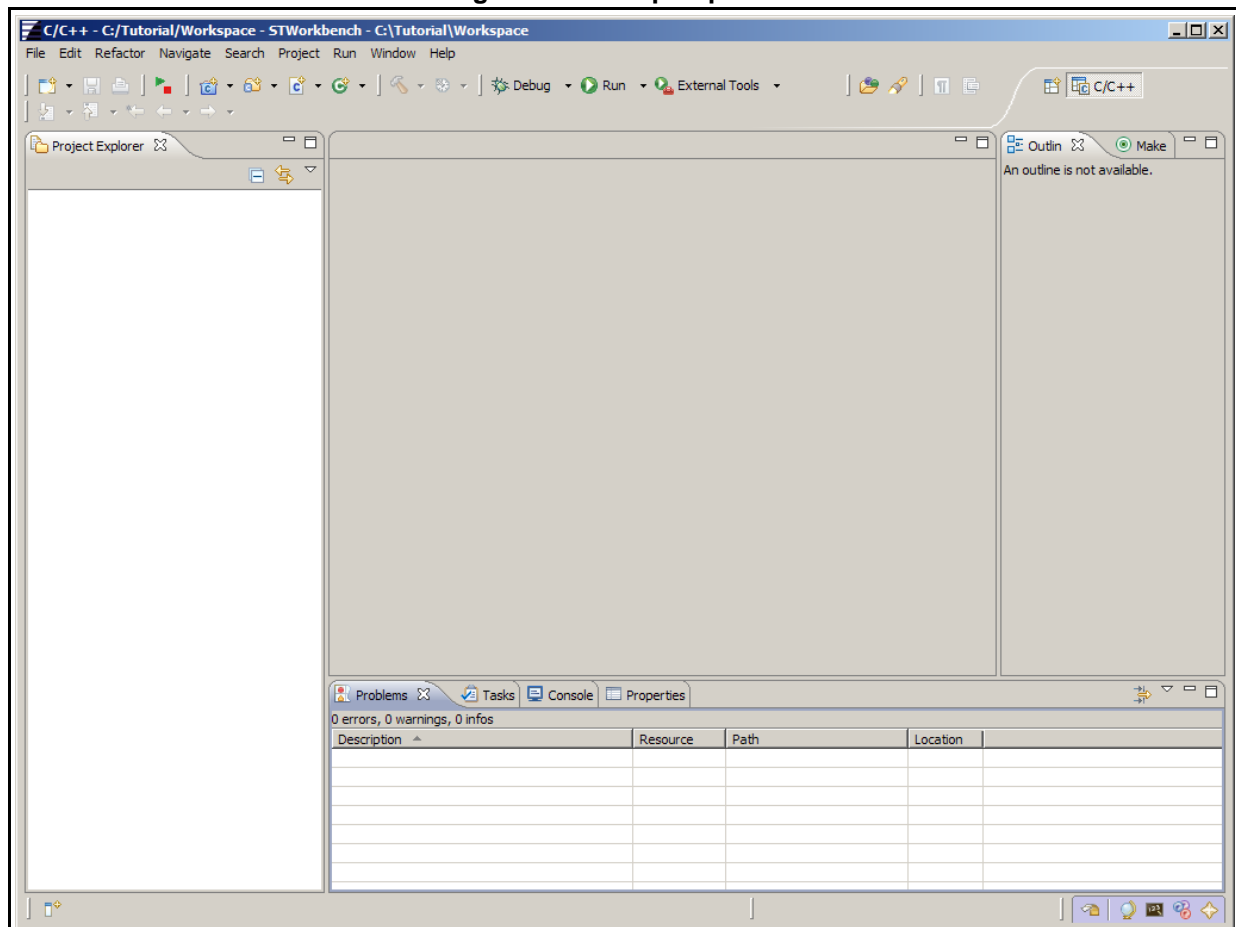 C/C++ - C:/Tutorial/Workspace - STWorkbench - C:\Tutorial\Workspace
File Edit Refactor Navigate Search Project Run Window Help
Debug Run External Tools C/C++
Project Explorer
Outlin Make
An outline is not available.
Problems Tasks Console Properties
0 errors, 0 warnings, 0 infos
Description Resource Path Location